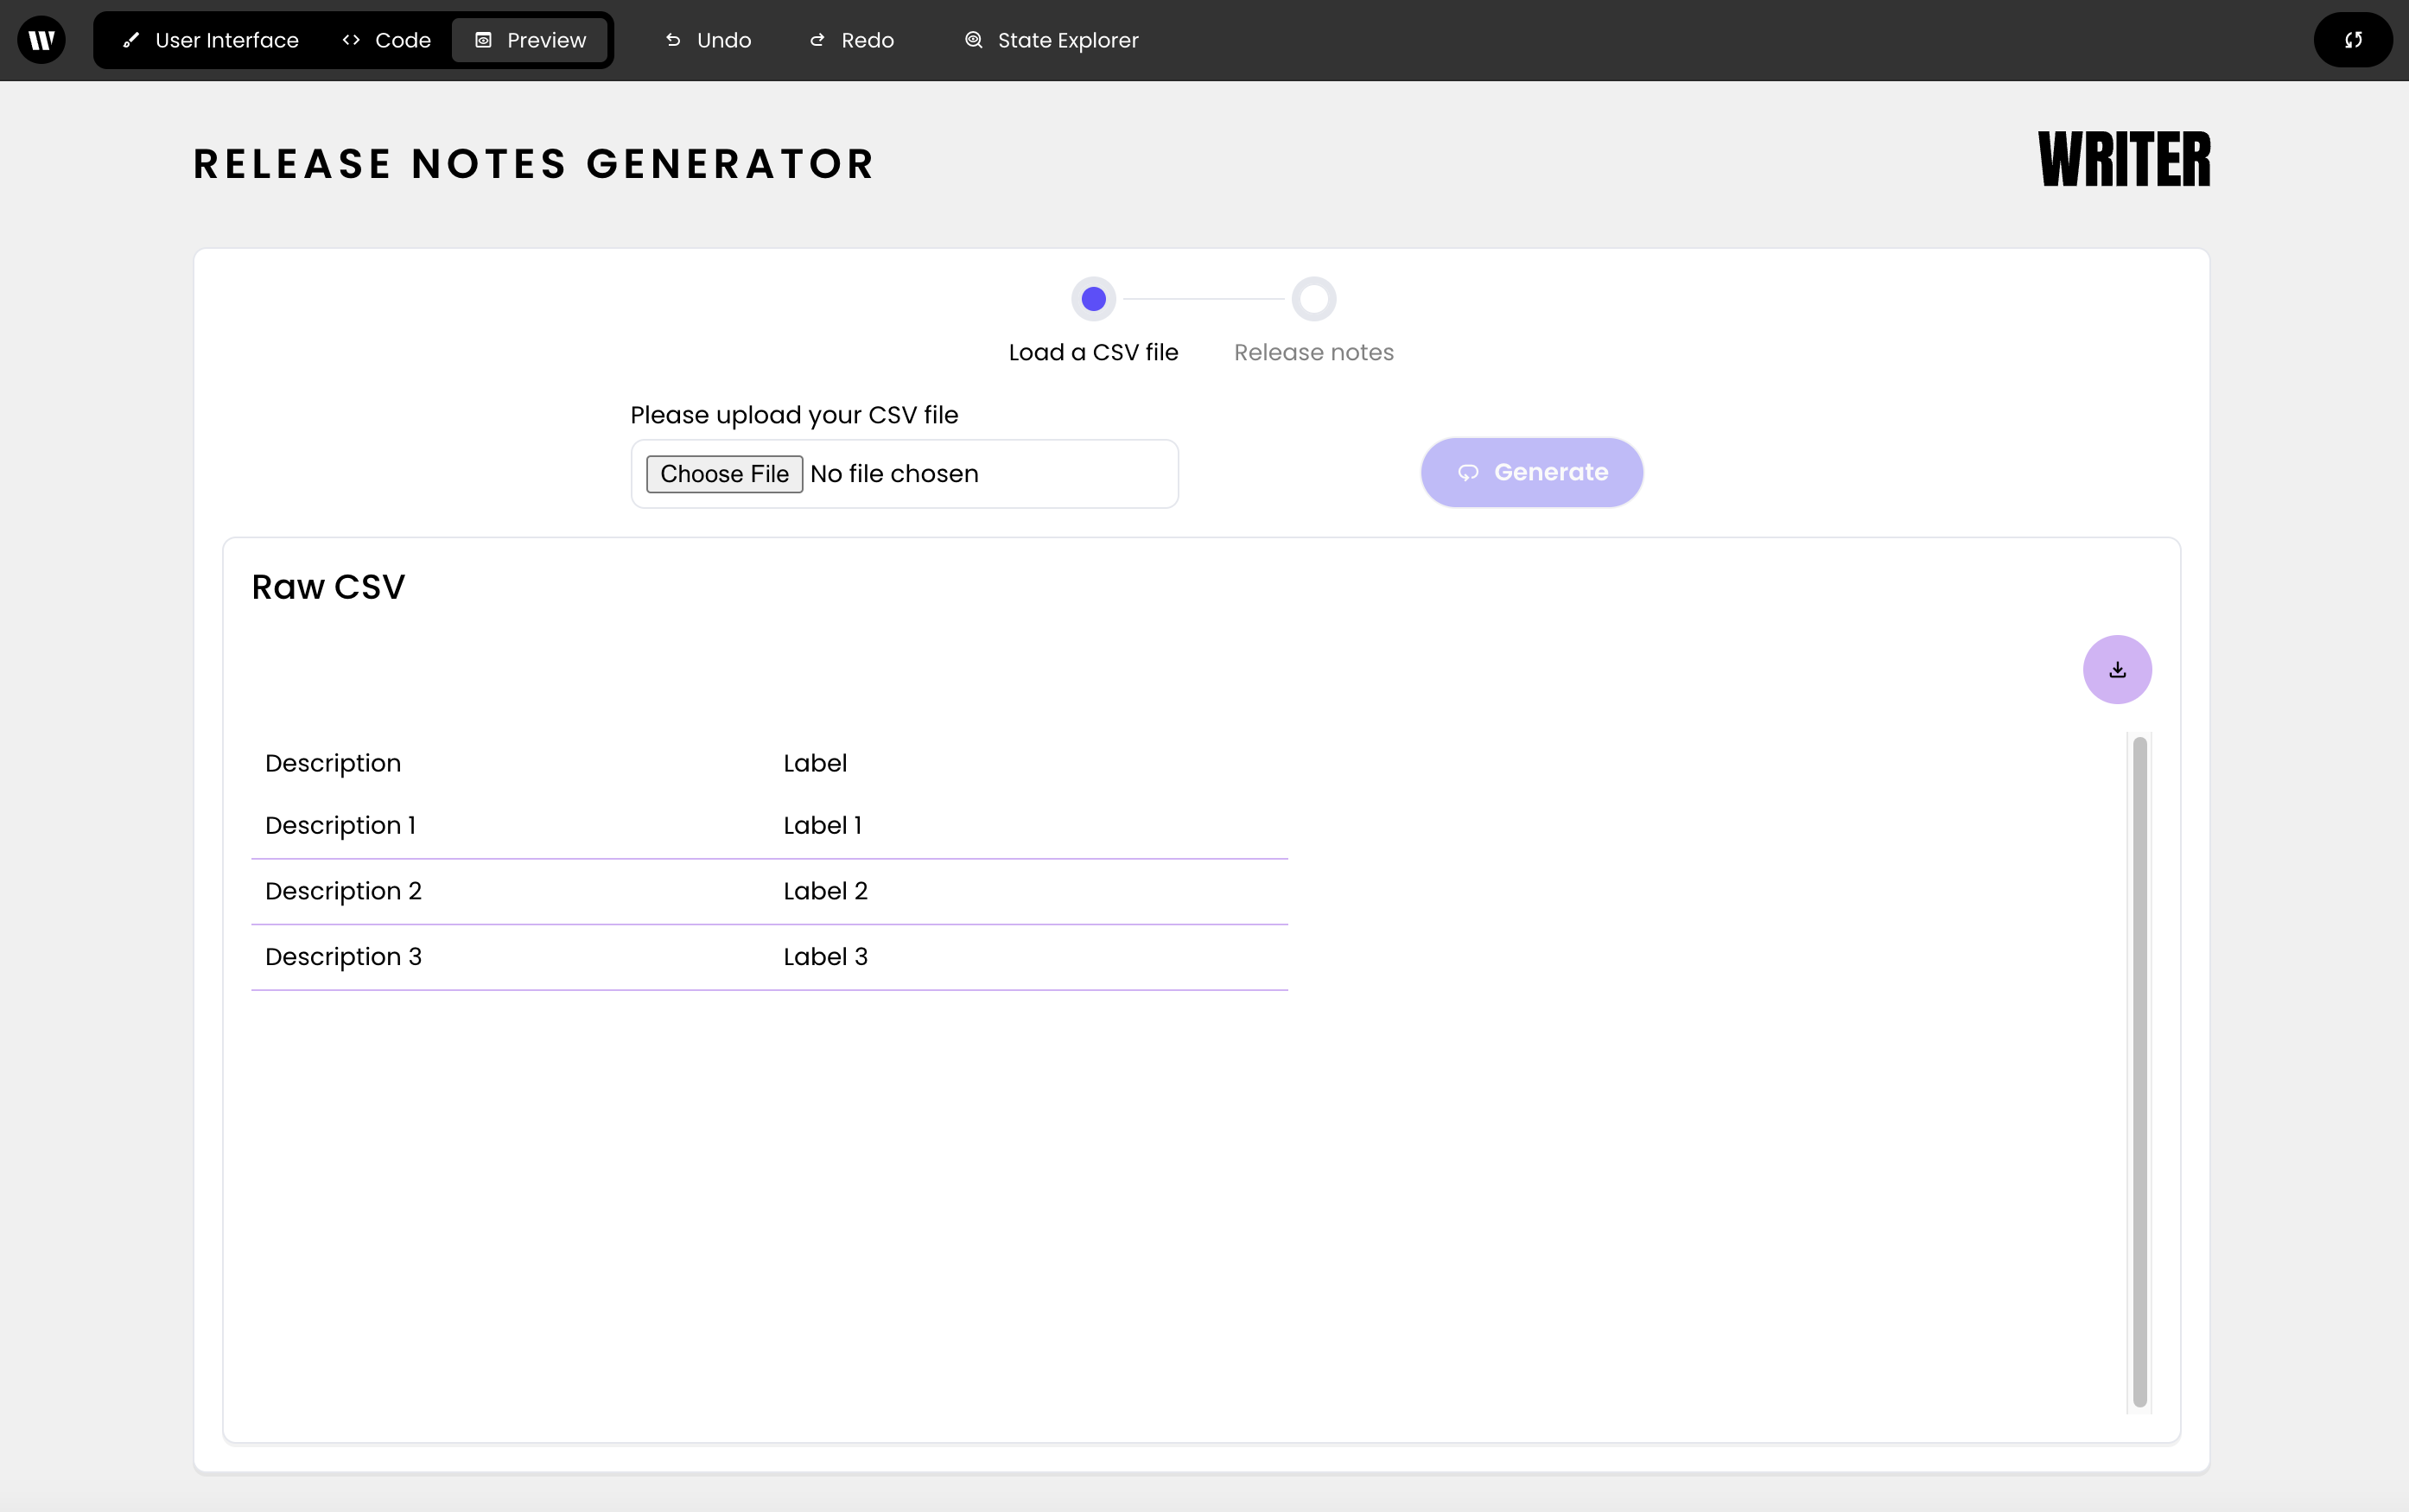 User Interface Code Preview Undo Redo State Explorer
RELEASE NOTES GENERATOR
WRITER
Load a CSV file Release notes
Please upload your CSV file
Choose File No file chosen
Generate
Raw CSV
Description Label
Description 1 Label 1
Description 2 Label 2
Description 3 Label 3